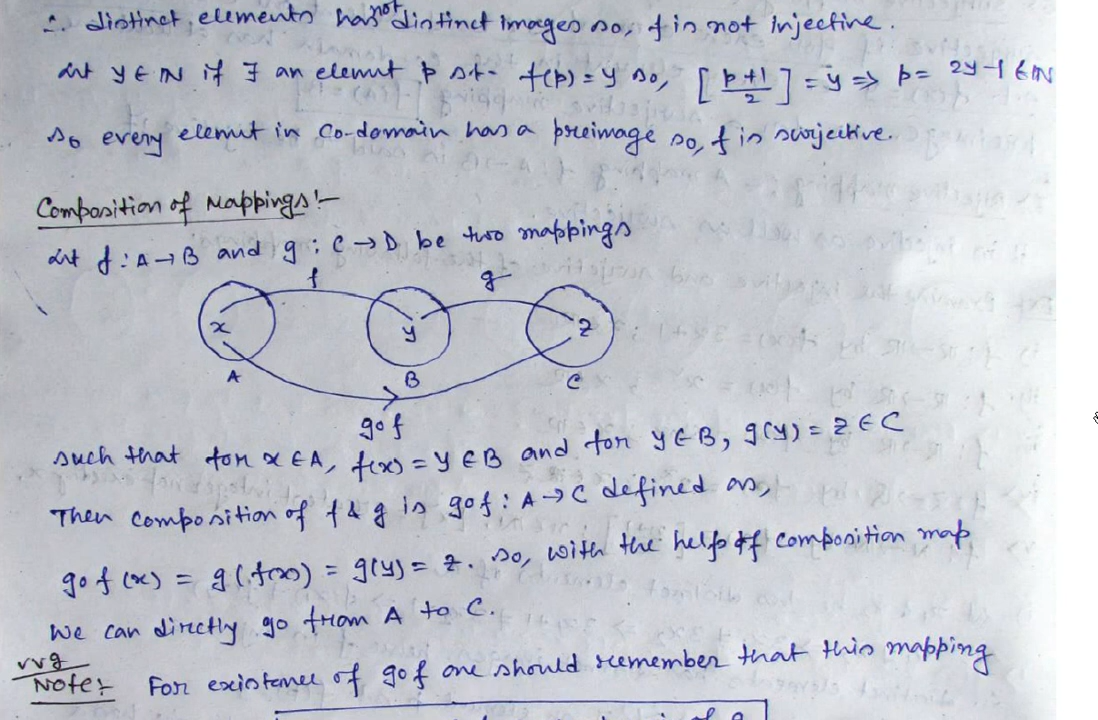 ∴ distinct elements has not distinct images so, f is not injective.
Let y ∈ ℕ if ∃ an element p s.t. f(p) = y so, [p+1/2] = y ⇒ p = 2y-1 ∈ ℕ
so every element in co-domain has a preimage so, f is surjective.
Composition of Mappings:-
Let f : A → B and g : C → D be two mappings
f
g
x
y
z
A
B
C
gof
such that for x ∈ A, f(x) = y ∈ B and for y ∈ B, g(y) = z ∈ C
Then composition of f & g is gof : A → C defined as,
gof (x) = g(f(x)) = g(y) = z. so, with the help of composition map
we can directly go from A to C.
vvg
Note:- For existence of gof one should remember that this mapping